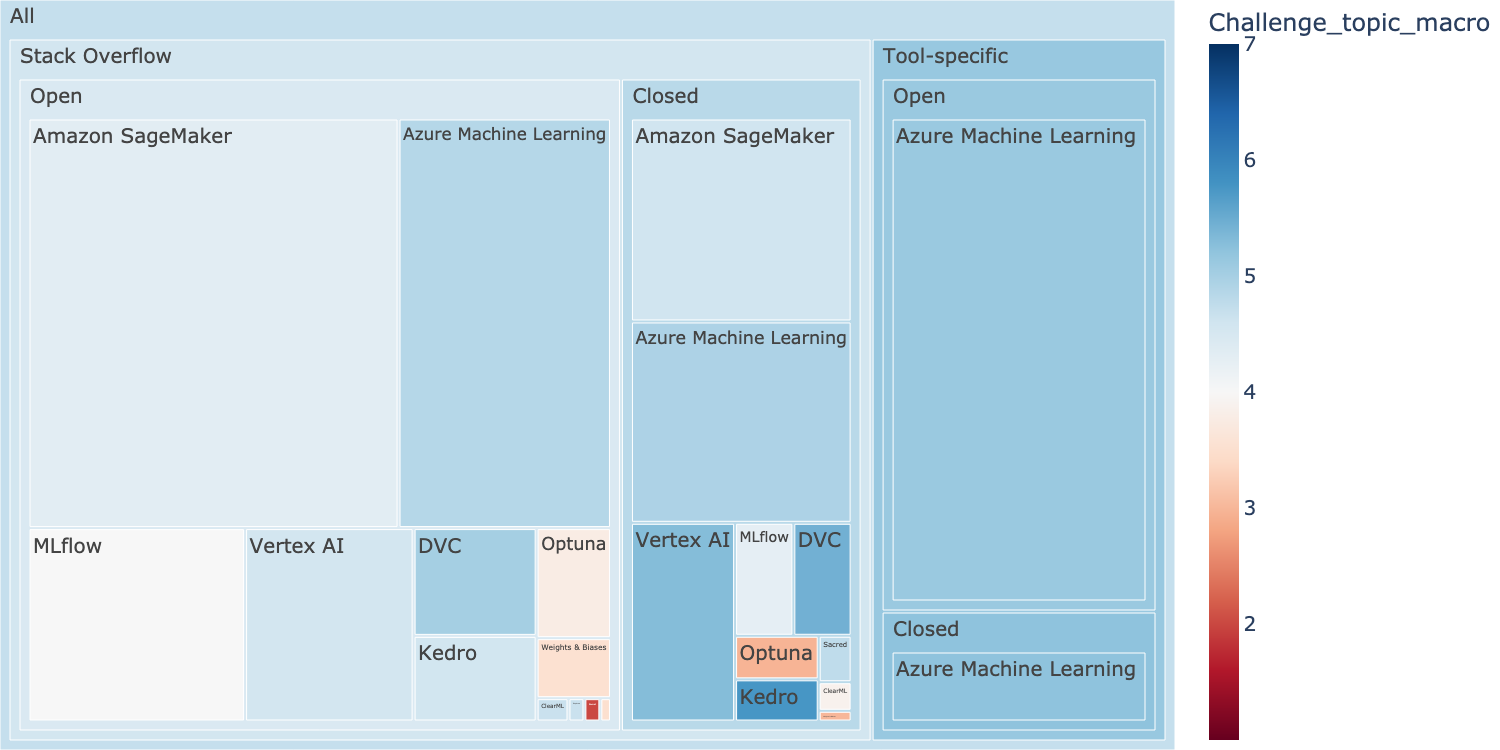 All
Stack Overflow
Open
Amazon SageMaker
Azure Machine Learning
MLflow
Vertex AI
DVC
Kedro
Optuna
Weights & Biases
ClearML
Closed
Amazon SageMaker
Azure Machine Learning
Vertex AI
MLflow
DVC
Optuna
Sacred
Kedro
ClearML
Tool-specific
Open
Azure Machine Learning
Closed
Azure Machine Learning
Challenge_topic_macro
7
6
5
4
3
2